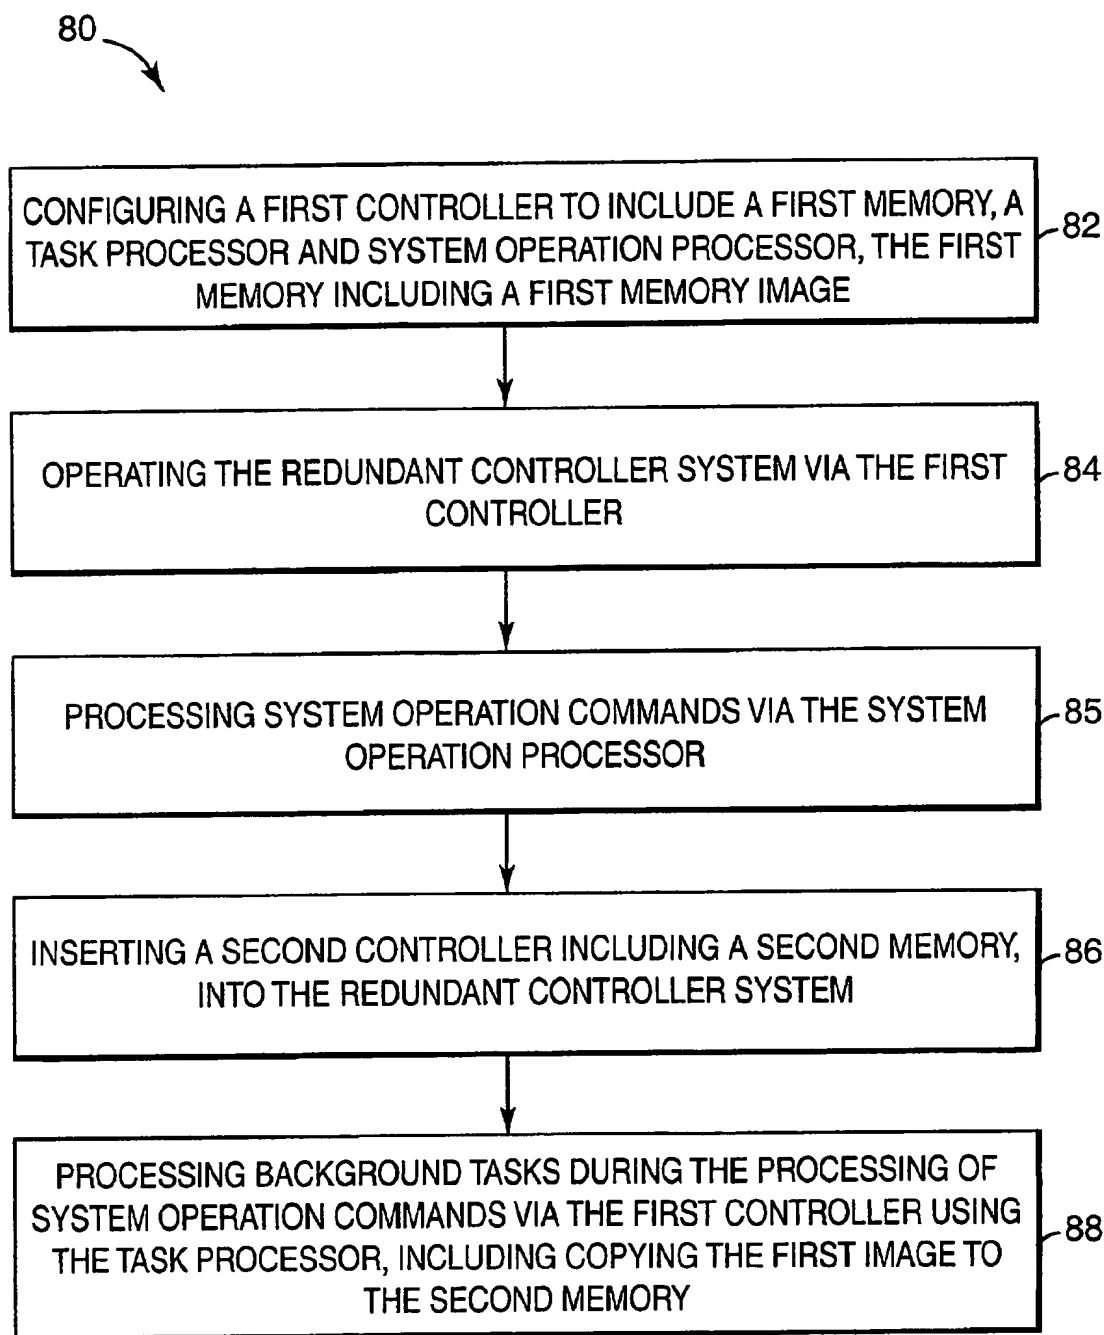 80
CONFIGURING A FIRST CONTROLLER TO INCLUDE A FIRST MEMORY, A
TASK PROCESSOR AND SYSTEM OPERATION PROCESSOR, THE FIRST
MEMORY INCLUDING A FIRST MEMORY IMAGE
82
OPERATING THE REDUNDANT CONTROLLER SYSTEM VIA THE FIRST
CONTROLLER
84
PROCESSING SYSTEM OPERATION COMMANDS VIA THE SYSTEM
OPERATION PROCESSOR
85
INSERTING A SECOND CONTROLLER INCLUDING A SECOND MEMORY,
INTO THE REDUNDANT CONTROLLER SYSTEM
86
PROCESSING BACKGROUND TASKS DURING THE PROCESSING OF
SYSTEM OPERATION COMMANDS VIA THE FIRST CONTROLLER USING
THE TASK PROCESSOR, INCLUDING COPYING THE FIRST IMAGE TO
THE SECOND MEMORY
88